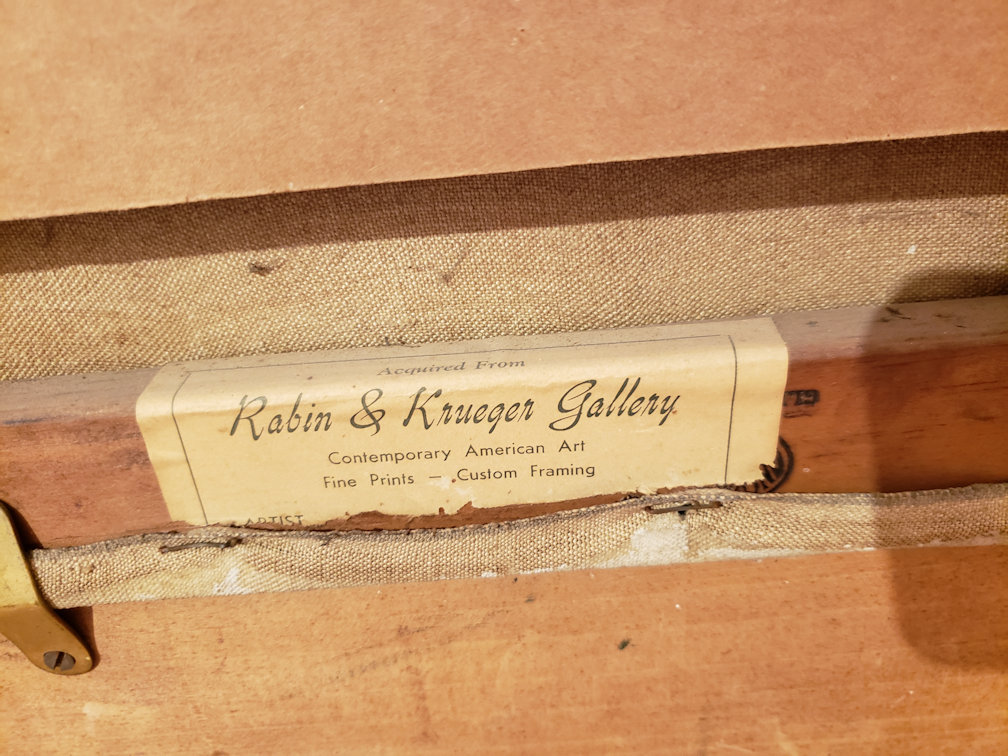 Acquired From
Rabin & Krueger Gallery
Contemporary American Art
Fine Prints — Custom Framing
ARTIST